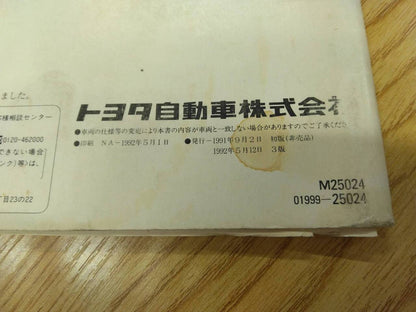 ました。
様相談センター
トヨタ自動車株式会社
0120-462000
●車両の仕様等の変更により本書の内容が車両と一致しない場合がありますのでご了承くださ
できない場合
●印刷 NA-1992年5月1日 ●発行-1991年9月2日 初版(非売品)
ンク)等)は、
1992年5月12日 3版
丁目23の22
M25024
01999-25024